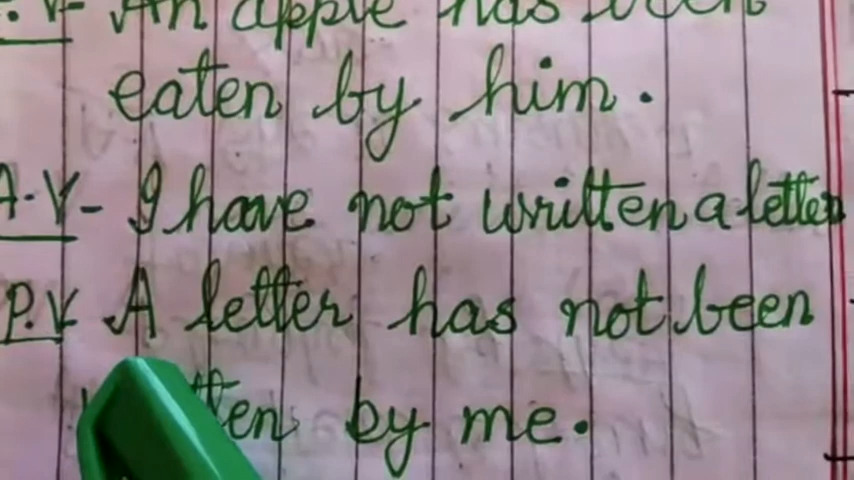 P.V- An apple has been
eaten by him.
A.V- I have not written a letter
P.V A letter has not been
by me.